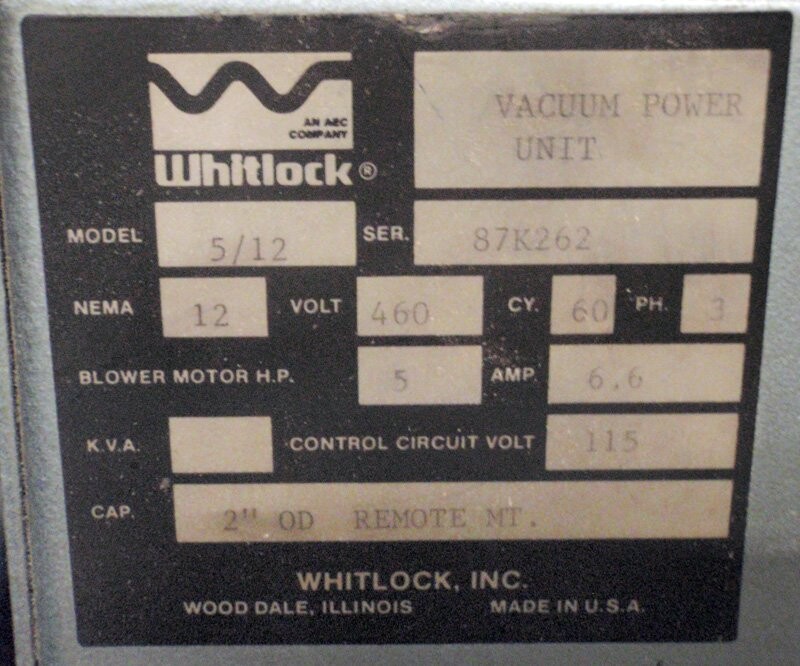 AN AEC
COMPANY
Whitlock®
VACUUM POWER
UNIT
MODEL 5/12 SER. 87K262
NEMA 12 VOLT 460 CY. 60 PH. 3
BLOWER MOTOR H.P. 5 AMP. 6.6
K.V.A. CONTROL CIRCUIT VOLT 115
CAP. 2" OD REMOTE MT.
WHITLOCK, INC.
WOOD DALE, ILLINOIS MADE IN U.S.A.